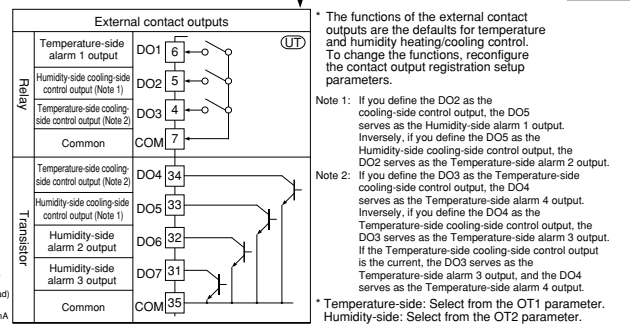 External contact outputs
Relay
Temperature-side
alarm 1 output
DO1 6
UT
Humidity-side cooling-side
control output (Note 1)
DO2 5
Temperature-side cooling-
side control output (Note 2)
DO3 4
Common
COM 7
Transistor
Temperature-side cooling-
side control output (Note 2)
DO4 34
Humidity-side cooling-side
control output (Note 1)
DO5 33
Humidity-side
alarm 2 output
DO6 32
Humidity-side
alarm 3 output
DO7 31
Common
COM 35
* The functions of the external contact
outputs are the defaults for temperature
and humidity heating/cooling control.
To change the functions, reconfigure
the contact output registration setup
parameters.
Note 1: If you define the DO2 as the
cooling-side control output, the DO5
serves as the Humidity-side alarm 1 output.
Inversely, if you define the DO5 as the
Humidity-side cooling-side control output, the
DO2 serves as the Temperature-side alarm 2 output.
Note 2: If you define the DO3 as the Temperature-side
cooling-side control output, the DO4
serves as the Temperature-side alarm 4 output.
Inversely, if you define the DO4 as the
Temperature-side cooling-side control output, the
DO3 serves as the Temperature-side alarm 3 output.
If the Temperature-side cooling-side control output
is the current, the DO3 serves as the
Temperature-side alarm 3 output, and the DO4
serves as the Temperature-side alarm 4 output.
* Temperature-side: Select from the OT1 parameter.
Humidity-side: Select from the OT2 parameter.